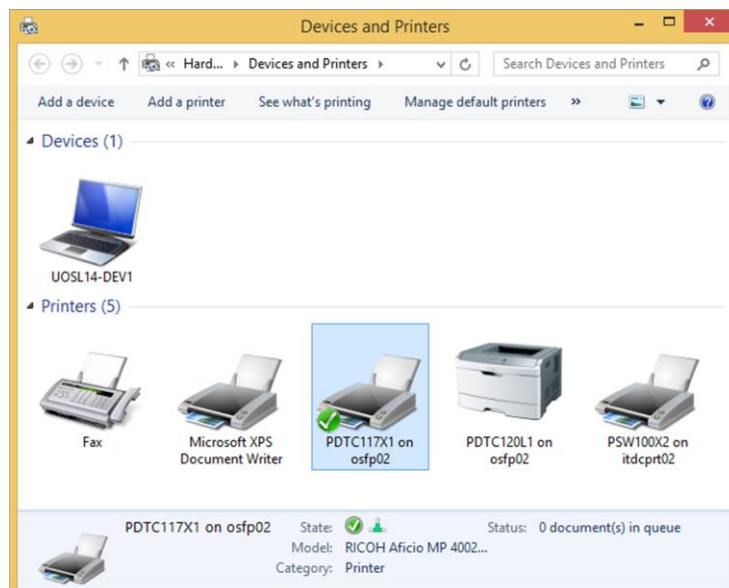 Devices and Printers
« Hard... Devices and Printers Search Devices and Printers
Add a device Add a printer See what's printing Manage default printers »
Devices (1)
UOSL14-DEV1
Printers (5)
Fax
Microsoft XPS
Document Writer
PDTC117X1 on
osfp02
PDTC120L1 on
osfp02
PSW100X2 on
itdcprt02
PDTC117X1 on osfp02 State: Status: 0 document(s) in queue
Model: RICOH Aficio MP 4002...
Category: Printer